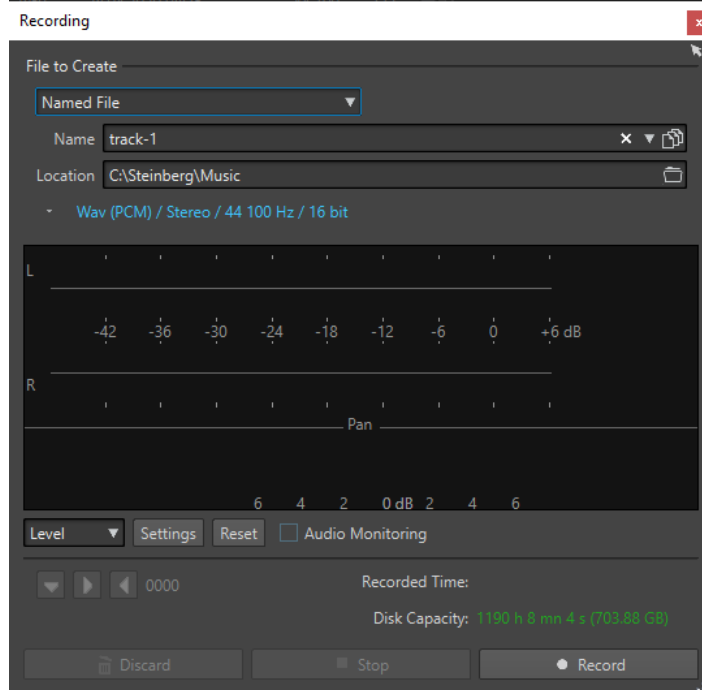 Recording
File to Create
Named File
Name track-1
Location C:\Steinberg\Music
Wav (PCM) / Stereo / 44 100 Hz / 16 bit
L
-42 -36 -30 -24 -18 -12 -6 0 +6 dB
R
Pan
6 4 2 0 dB 2 4 6
Level Settings Reset Audio Monitoring
0000 Recorded Time:
Disk Capacity: 1190 h 8 mn 4 s (703.88 GB)
Discard Stop Record